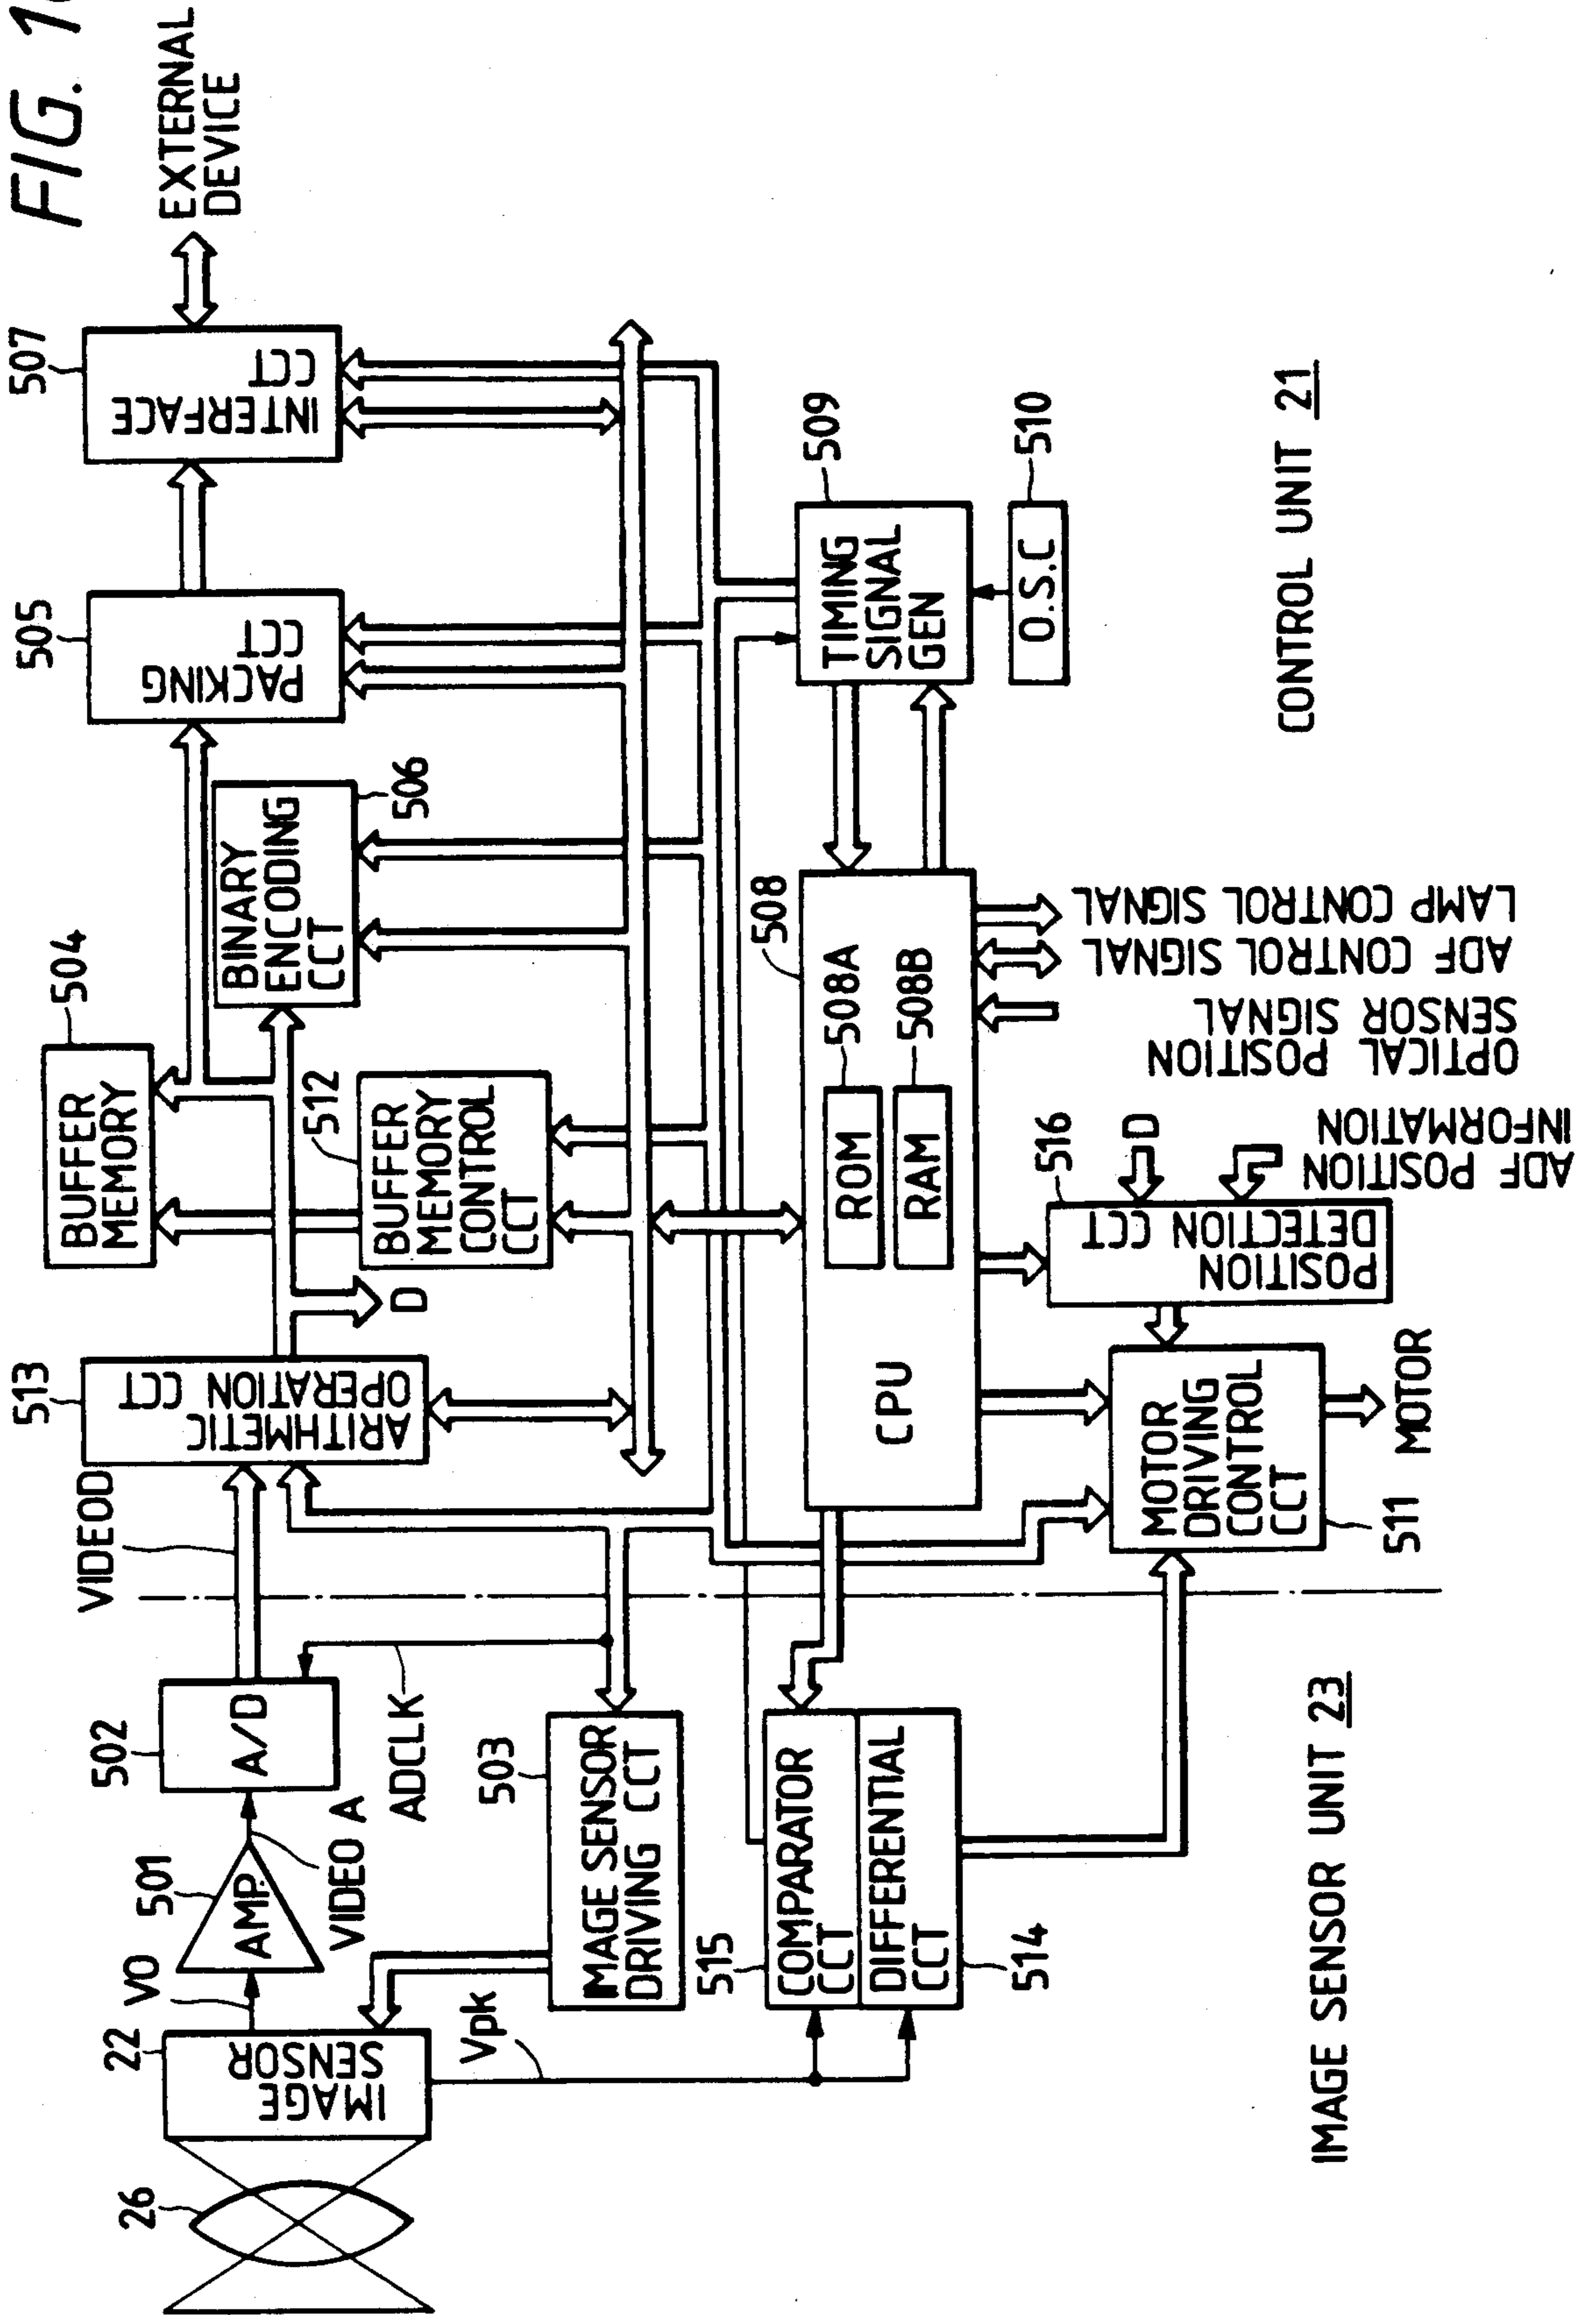 FIG. 1
EXTERNAL
DEVICE
507
INTERFACE
CCT
505
PACKING
CCT
504
BUFFER
MEMORY
506
BINARY
ENCODING
CCT
512
BUFFER
MEMORY
CONTROL
CCT
D
513
ARITHMETIC
OPERATION CCT
VIDEOD
502
A/D
ADCLK
501
AMP.
VIDEO A
VO
22
IMAGE
SENSOR
26
Vpk
503
IMAGE SENSOR
DRIVING CCT
515
COMPARATOR
CCT
DIFFERENTIAL
CCT
514
509
TIMING
SIGNAL
GEN
510
O.S.C
508
CPU
508A
ROM
508B
RAM
LAMP CONTROL SIGNAL
ADF CONTROL SIGNAL
OPTICAL POSITION
SENSOR SIGNAL
516
D
ADF POSITION
INFORMATION
POSITION
DETECTION CCT
MOTOR
DRIVING
CONTROL
CCT
511
MOTOR
CONTROL UNIT 21
IMAGE SENSOR UNIT 23